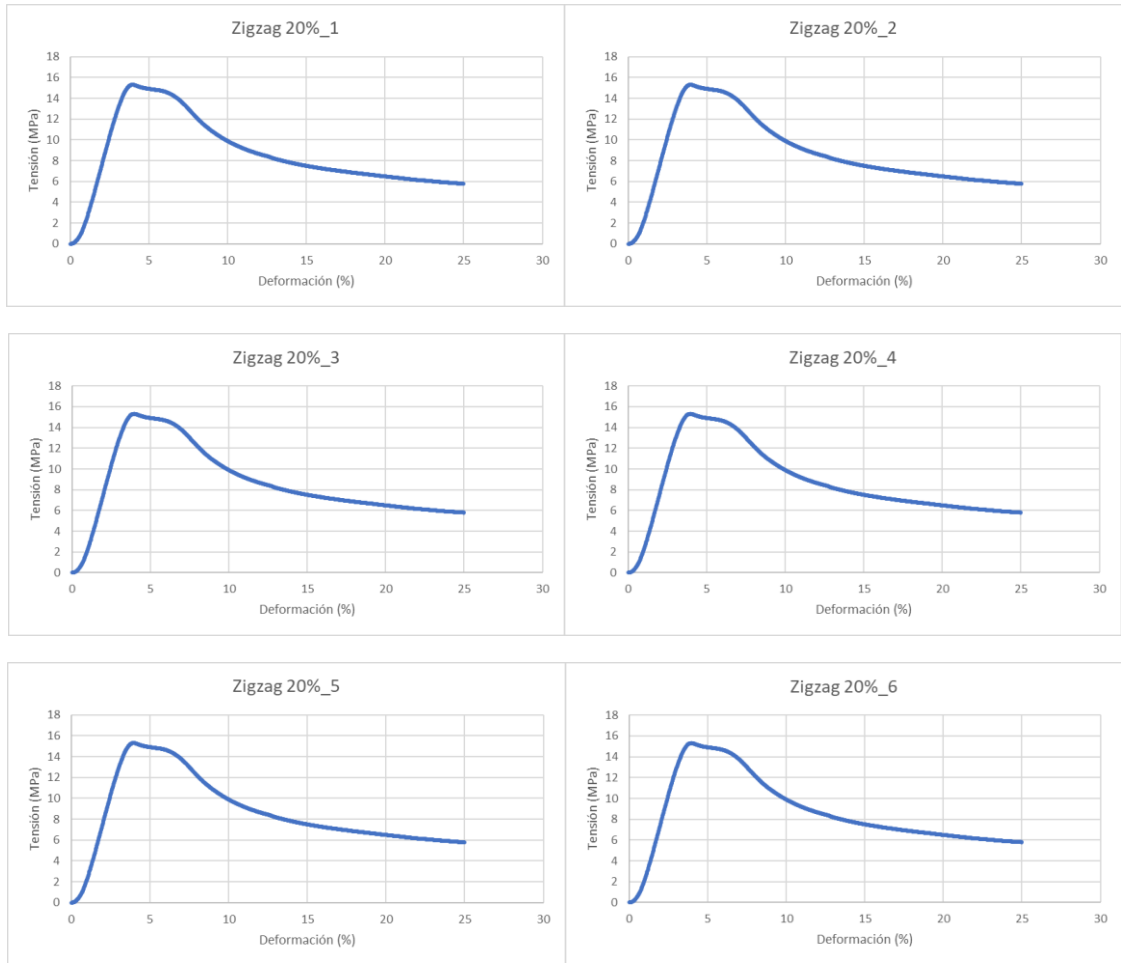 Zigzag 20%_1
18
16
14
12
10
8
6
4
2
0
Tensión (MPa)
0 5 10 15 20 25 30
Deformación (%)
Zigzag 20%_2
18
16
14
12
10
8
6
4
2
0
Tensión (MPa)
0 5 10 15 20 25 30
Deformación (%)
Zigzag 20%_3
18
16
14
12
10
8
6
4
2
0
Tensión (MPa)
0 5 10 15 20 25 30
Deformación (%)
Zigzag 20%_4
18
16
14
12
10
8
6
4
2
0
Tensión (MPa)
0 5 10 15 20 25 30
Deformación (%)
Zigzag 20%_5
18
16
14
12
10
8
6
4
2
0
Tensión (MPa)
0 5 10 15 20 25 30
Deformación (%)
Zigzag 20%_6
18
16
14
12
10
8
6
4
2
0
Tensión (MPa)
0 5 10 15 20 25 30
Deformación (%)